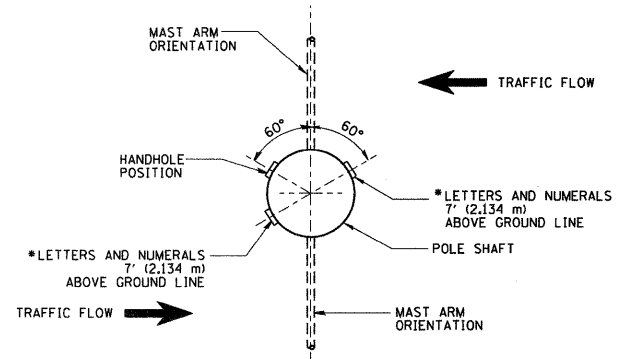 MAST ARM
ORIENTATION
TRAFFIC FLOW
60°
60°
HANDHOLE
POSITION
*LETTERS AND NUMERALS
7' (2.134 m)
ABOVE GROUND LINE
POLE SHAFT
*LETTERS AND NUMERALS
7' (2.134 m)
ABOVE GROUND LINE
TRAFFIC FLOW
MAST ARM
ORIENTATION